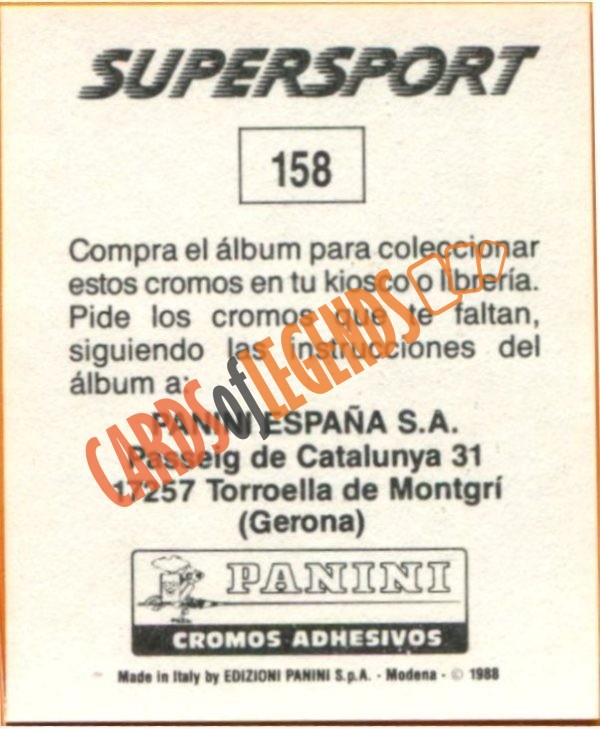 SUPERSPORT
158
Compra el álbum para coleccionar
estos cromos en tu kiosco o librería.
Pide los cromos que te faltan,
siguiendo las instrucciones del
álbum a:
PANINI ESPAÑA S.A.
Passeig de Catalunya 31
17257 Torroella de Montgrí
(Gerona)
CARDS of LEGENDS
PANINI
CROMOS ADHESIVOS
Made in Italy by EDIZIONI PANINI S.p.A. - Modena - © 1988